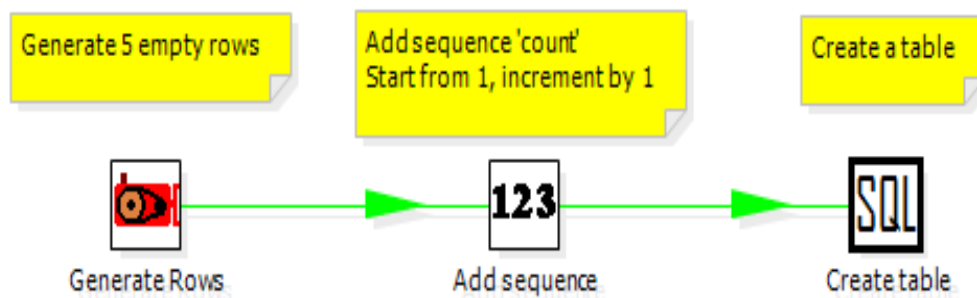 Generate 5 empty rows
Add sequence 'count'
Start from 1, increment by 1
Create a table
123
SQL
Generate Rows
Add sequence
Create table